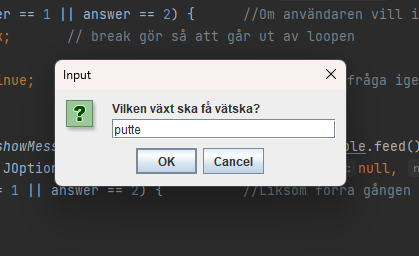 er == 1 || answer == 2) { //Om användaren vill i
k; // break gör så att går ut av loopen
Input
inue; fråga ige
Vilken växt ska få vätska?
putte
showMess le.feed()
OK Cancel
JOption null,
= 1 || answer == 2) { //Liksom förra gången